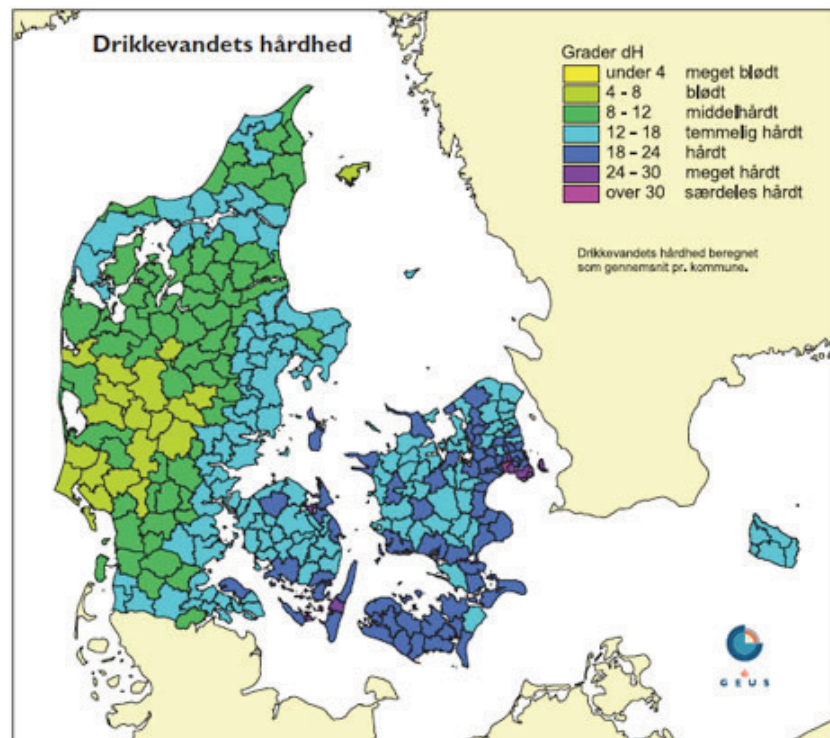 Drikkevandets hårdhed
Grader dH
under 4 meget blødt
4 - 8 blødt
8 - 12 middelhårdt
12 - 18 temmelig hårdt
18 - 24 hårdt
24 - 30 meget hårdt
over 30 særdeles hårdt
Drikkevandets hårdhed beregnet
som gennemsnit pr. kommune.
G E U S